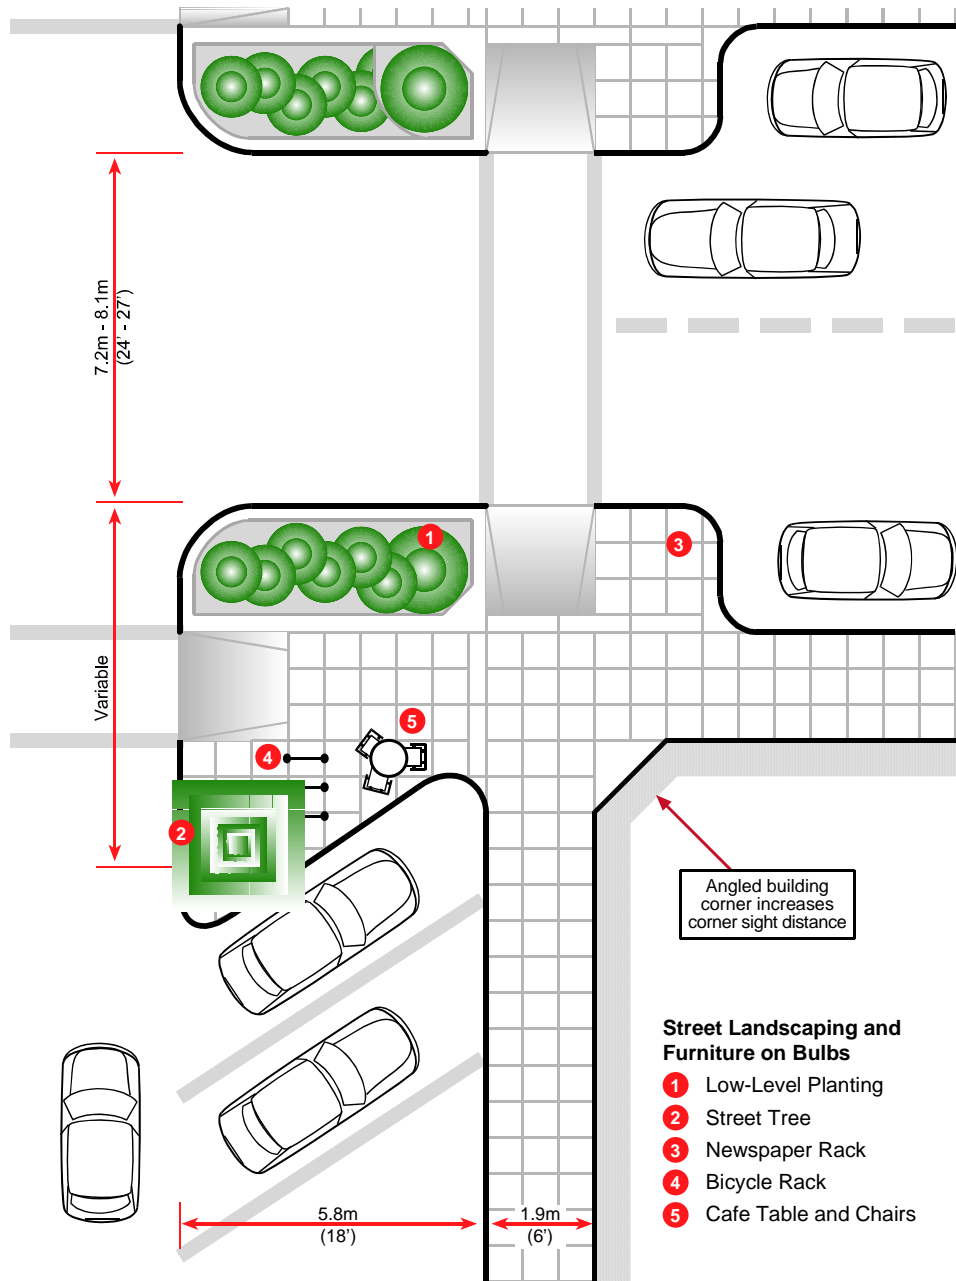 7.2m - 8.1m
(24' - 27')
1
3
Variable
5
4
2
Angled building
corner increases
corner sight distance
Street Landscaping and
Furniture on Bulbs
1 Low-Level Planting
2 Street Tree
3 Newspaper Rack
4 Bicycle Rack
5 Cafe Table and Chairs
5.8m
(18')
1.9m
(6')